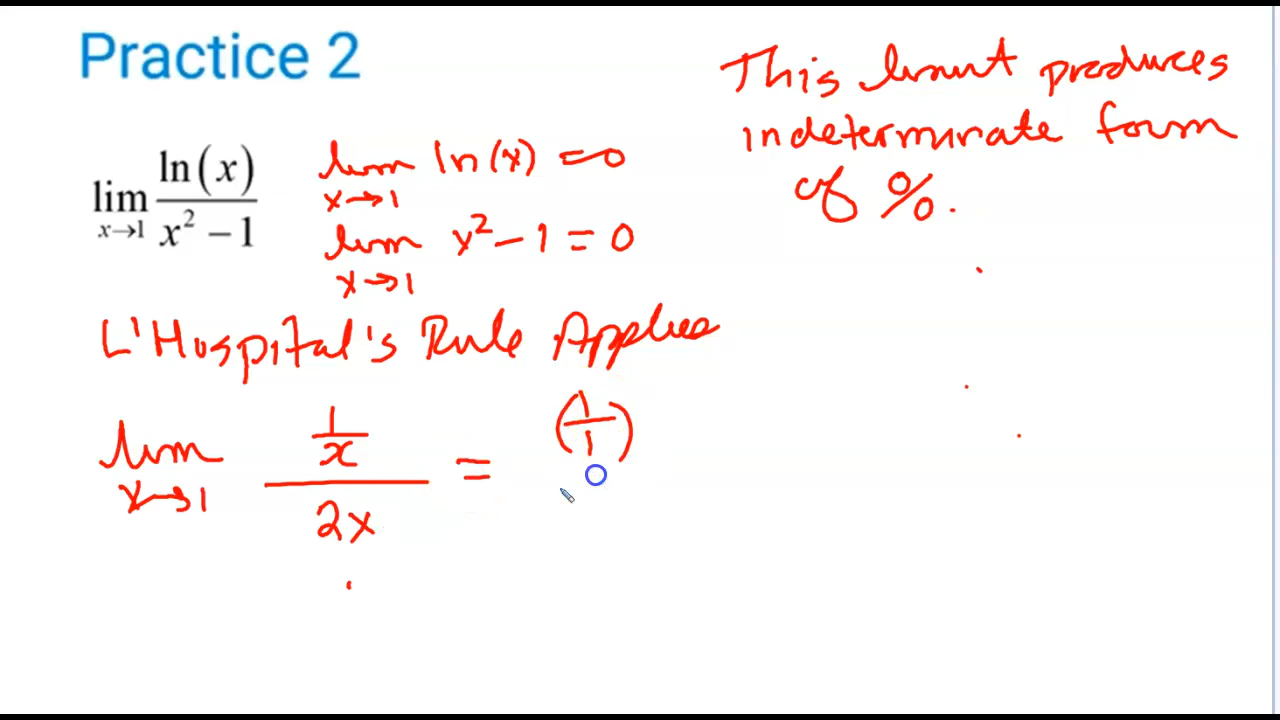 Practice 2
This limit produces
indeterminate form
of 0/0.
lim x→1 ln(x) / x² − 1
lim x→1 ln(x) = 0
lim x→1 x² − 1 = 0
L'Hospital's Rule Applies
lim x→1 (1/x) / 2x = (1/1)